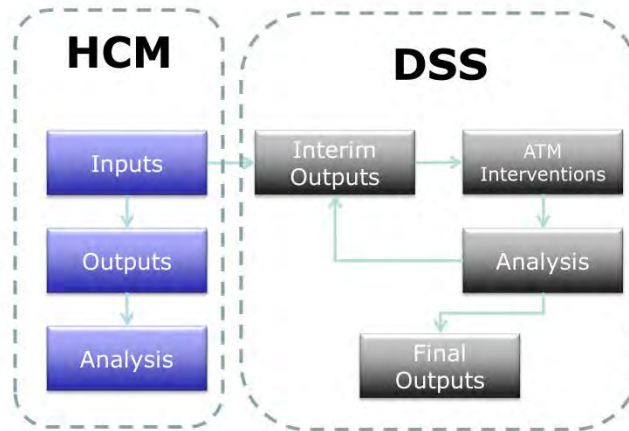 HCM
Inputs
Outputs
Analysis
DSS
Interim
Outputs
ATM
Interventions
Analysis
Final
Outputs